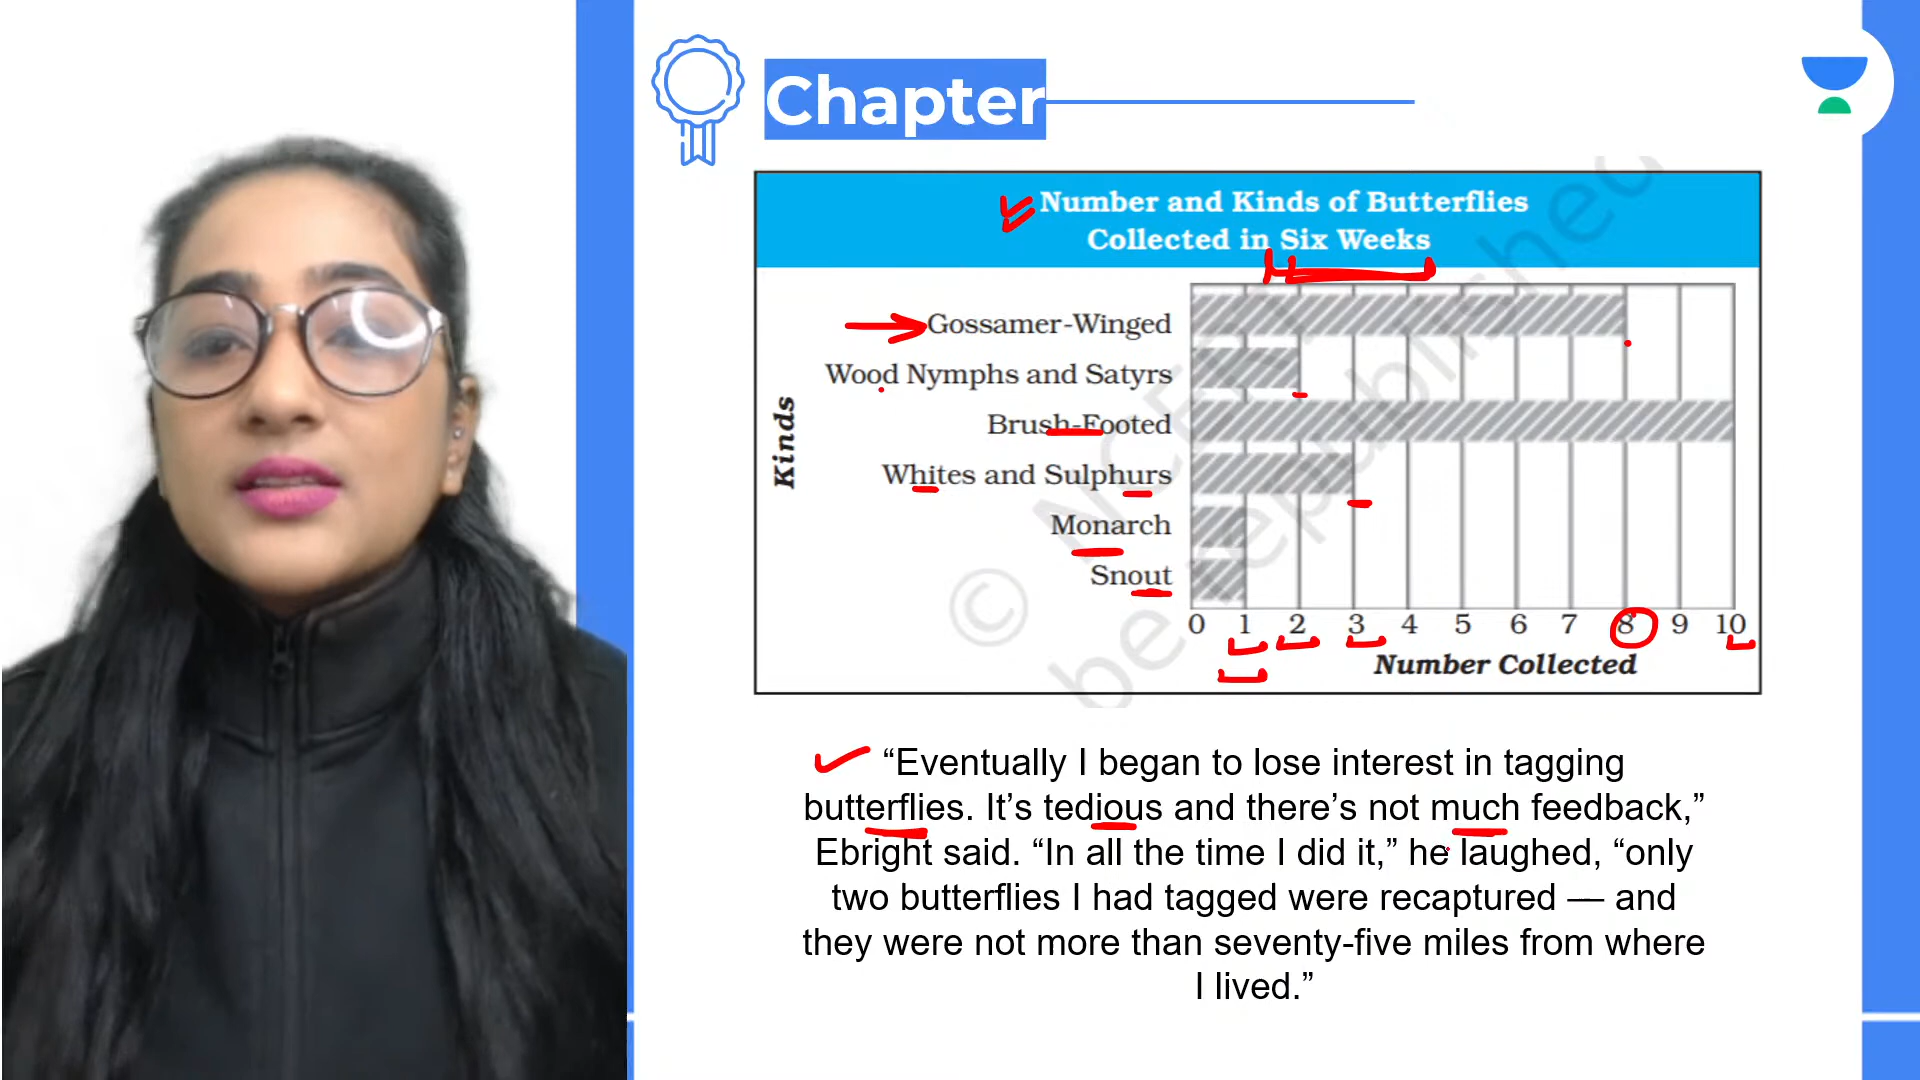 Chapter
Number and Kinds of Butterflies
Collected in Six Weeks
Kinds
Gossamer-Winged
Wood Nymphs and Satyrs
Brush-Footed
Whites and Sulphurs
Monarch
Snout
0 1 2 3 4 5 6 7 8 9 10
Number Collected
© NCERT
be republished
“Eventually I began to lose interest in tagging
butterflies. It’s tedious and there’s not much feedback,”
Ebright said. “In all the time I did it,” he laughed, “only
two butterflies I had tagged were recaptured — and
they were not more than seventy-five miles from where
I lived.”